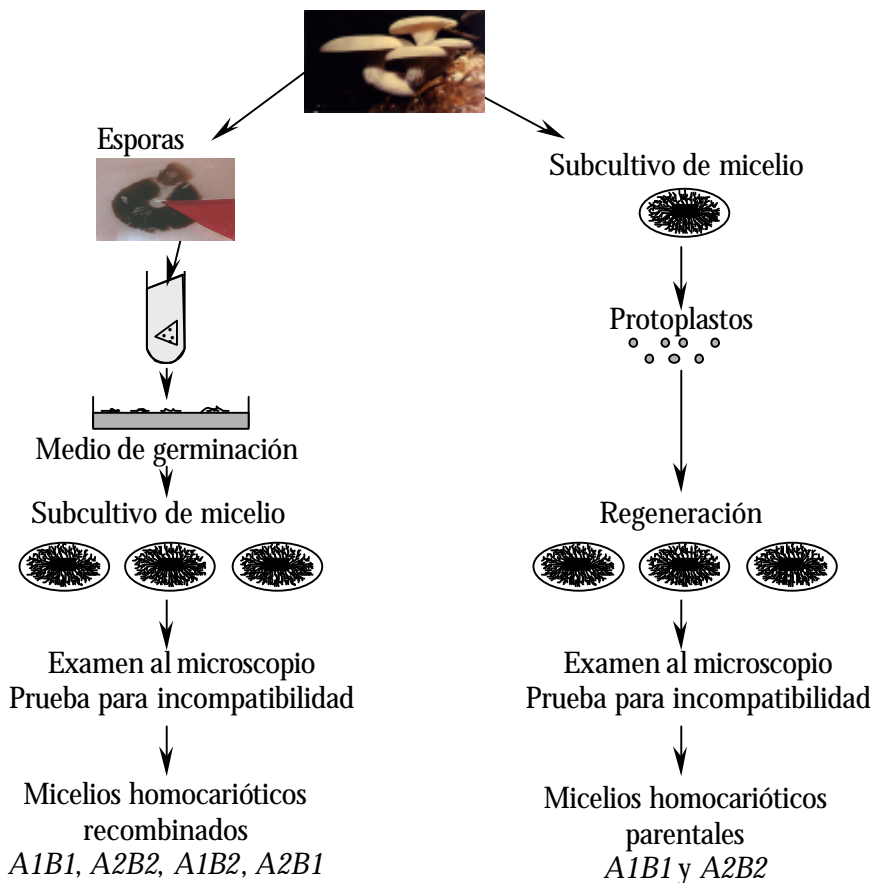 Esporas
Medio de germinación
Subcultivo de micelio
Examen al microscopio
Prueba para incompatibilidad
Micelios homocarióticos
recombinados
A1B1, A2B2, A1B2, A2B1
Subcultivo de micelio
Protoplastos
Regeneración
Examen al microscopio
Prueba para incompatibilidad
Micelios homocarióticos
parentales
A1B1 y A2B2